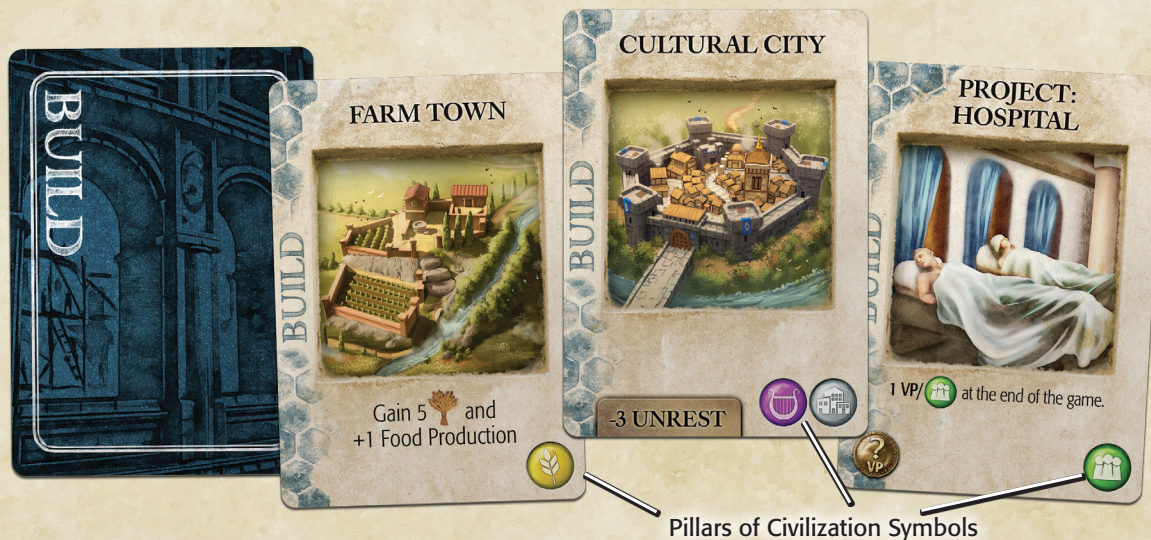 BUILD
BUILD
FARM TOWN
Gain 5 and
+1 Food Production
BUILD
CULTURAL CITY
-3 UNREST
BUILD
PROJECT:
HOSPITAL
1 VP/ at the end of the game.
?
VP
Pillars of Civilization Symbols